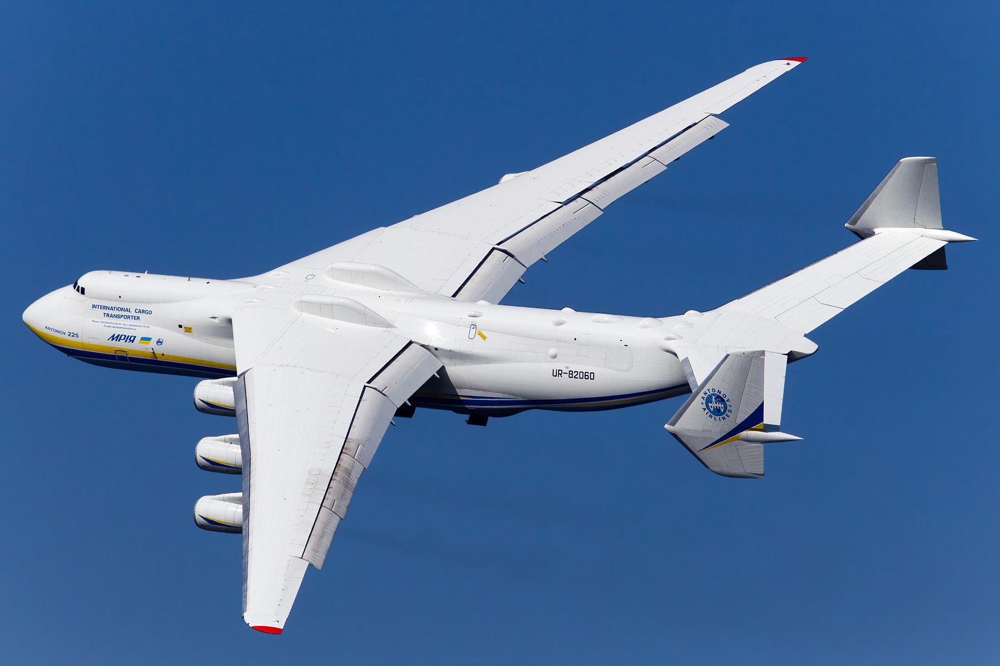 INTERNATIONAL CARGO
TRANSPORTER
ANTONOV 225
МРІЯ
UR-82060
ANTONOV
AIRLINES